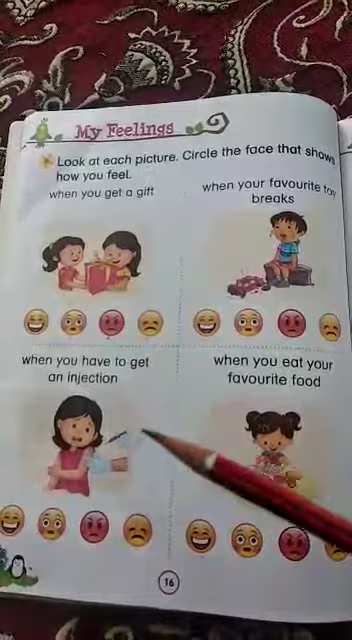 My Feelings
Look at each picture. Circle the face that shows
how you feel.
when you get a gift
when your favourite toy
breaks
when you have to get
an injection
when you eat your
favourite food
16